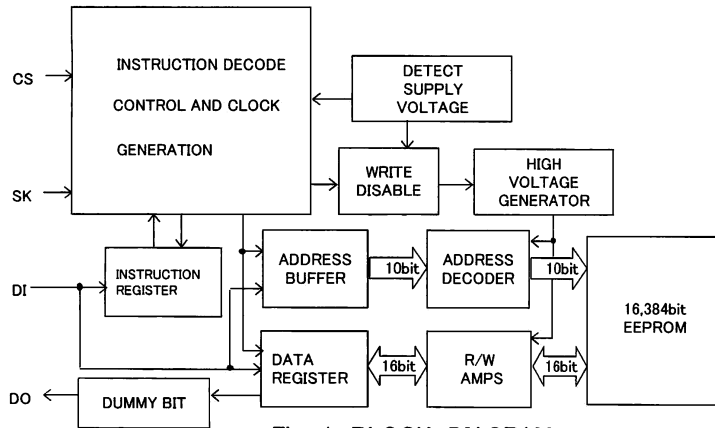 INSTRUCTION DECODE
CONTROL AND CLOCK
GENERATION
DETECT
SUPPLY
VOLTAGE
CS
SK
WRITE
DISABLE
HIGH
VOLTAGE
GENERATOR
INSTRUCTION
REGISTER
ADDRESS
BUFFER
10bit
ADDRESS
DECODER
10bit
DI
16,384bit
EEPROM
DATA
REGISTER
16bit
R/W
AMPS
16bit
DO
DUMMY BIT